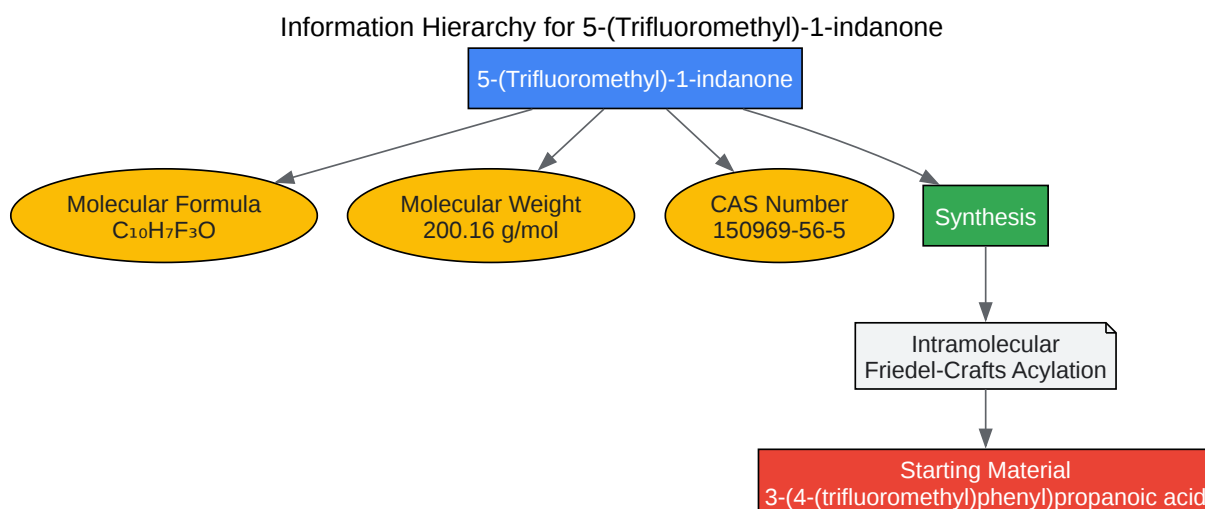 Information Hierarchy for 5-(Trifluoromethyl)-1-indanone
5-(Trifluoromethyl)-1-indanone
Molecular Formula
C₁₀H₇F₃O
Molecular Weight
200.16 g/mol
CAS Number
150969-56-5
Synthesis
Intramolecular
Friedel-Crafts Acylation
Starting Material
3-(4-(trifluoromethyl)phenyl)propanoic acid